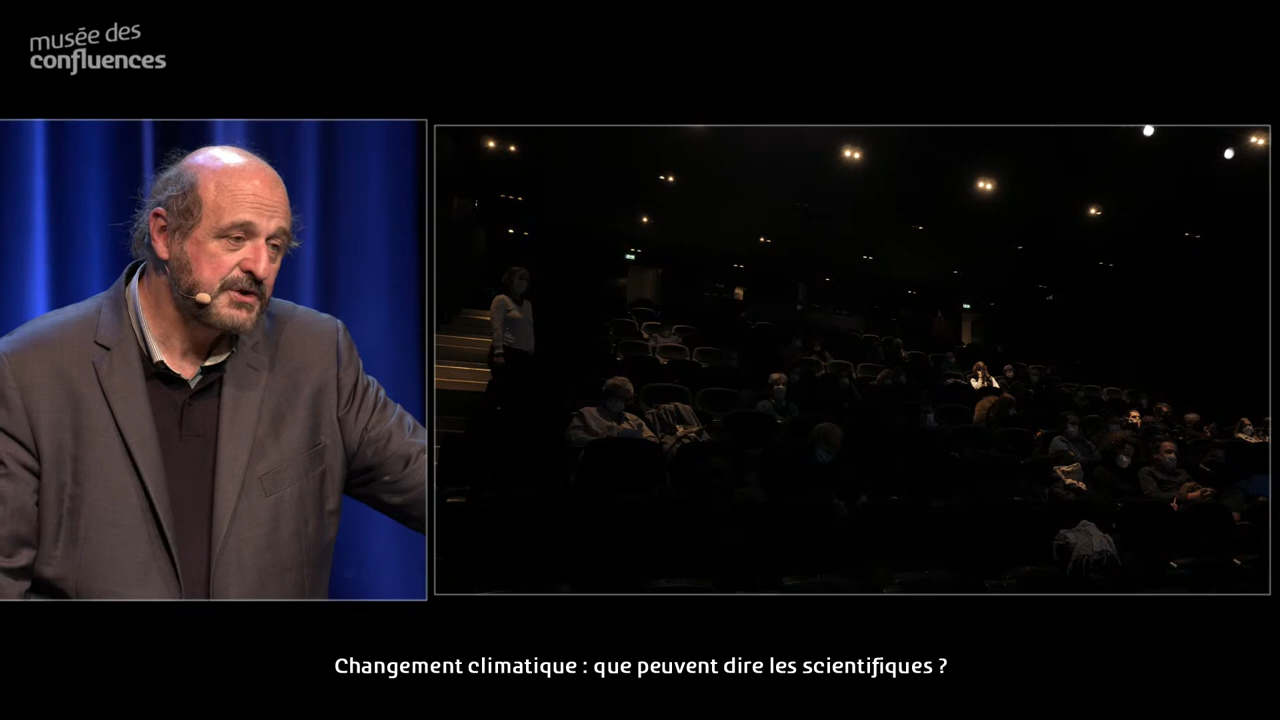 musée des
confluences
Changement climatique : que peuvent dire les scientifiques ?